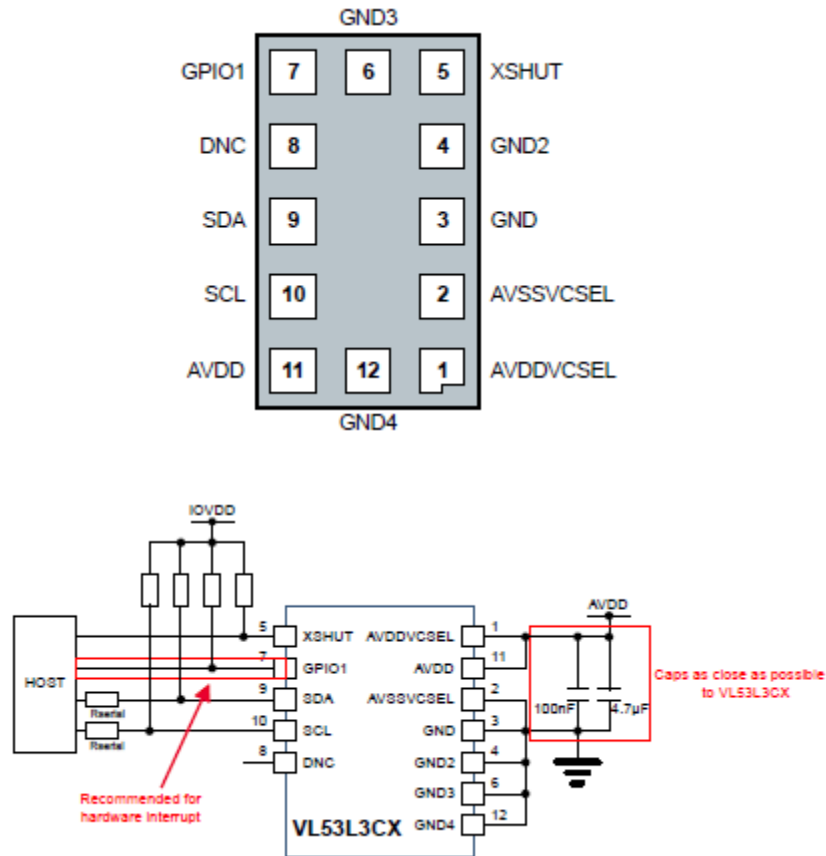 GND3
GPIO1 7 6 5 XSHUT
DNC 8 4 GND2
SDA 9 3 GND
SCL 10 2 AVSSVCSEL
AVDD 11 12 1 AVDDVCSEL
GND4
IOVDD
AVDD
HOST
5 XSHUT AVDDVCSEL 1
7 GPIO1 AVDD 11
9 SDA AVSSVCSEL 2
10 SCL GND 3
8 DNC GND2 4
GND3 6
VL53L3CX GND4 12
Rserial
Rserial
100nF 4.7µF
Caps as close as possible
to VL53L3CX
Recommended for
hardware interrupt